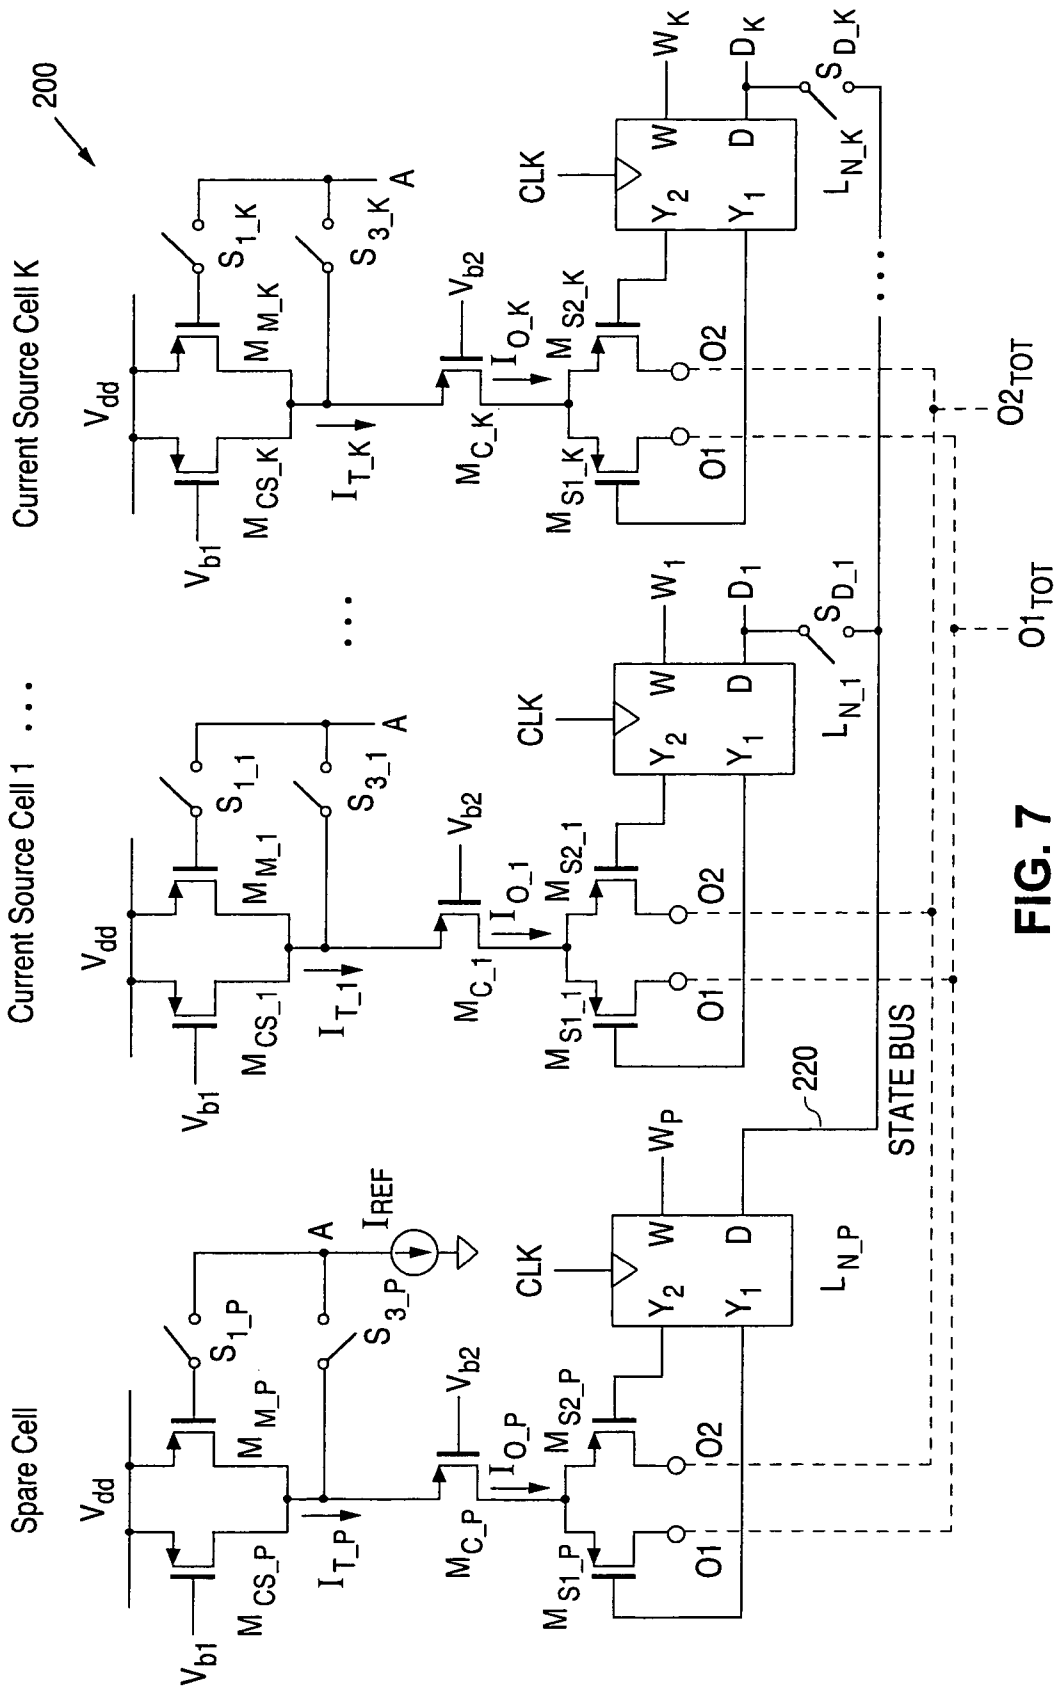 200
Spare Cell
Current Source Cell 1 ...
Current Source Cell K
Vdd
Vb1
MCS_P
MM_P
S1_P
A
IREF
S3_P
IT_P
MC_P
Vb2
IO_P
MS1_P
MS2_P
O1
O2
CLK
Y2
W
WP
Y1
D
LN_P
220
STATE BUS
Vdd
Vb1
MCS_1
MM_1
S1_1
A
S3_1
IT_1
MC_1
Vb2
IO_1
MS1_1
MS2_1
O1
O2
CLK
Y2
W
W1
Y1
D
D1
LN_1
SD_1
...
Vdd
Vb1
MCS_K
MM_K
S1_K
A
S3_K
IT_K
MC_K
Vb2
IO_K
MS1_K
MS2_K
O1
O2
CLK
Y2
W
WK
Y1
D
DK
LN_K
SD_K
...
O1TOT
O2TOT
FIG. 7